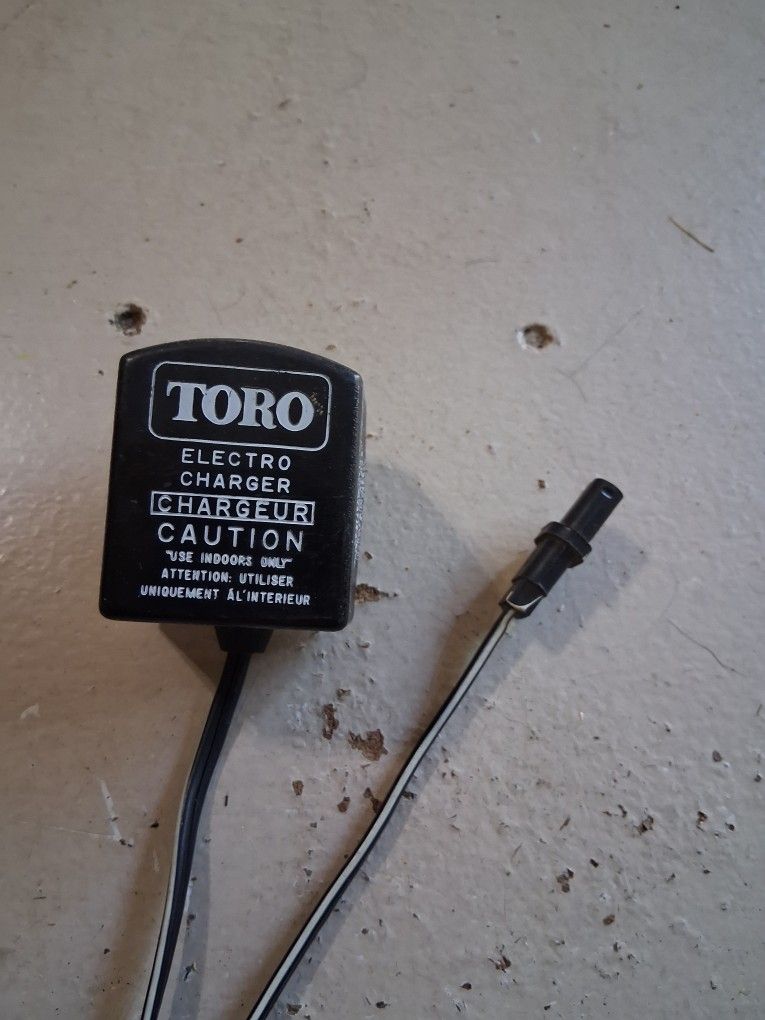 TORO
ELECTRO
CHARGER
CHARGEUR
CAUTION
"USE INDOORS ONLY"
ATTENTION: UTILISER
UNIQUEMENT ÀL'INTERIEUR